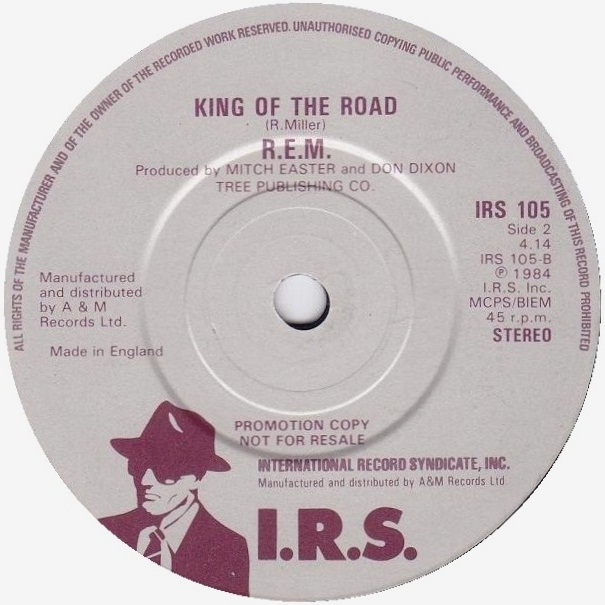 ALL RIGHTS OF THE MANUFACTURER AND OF THE OWNER OF THE RECORDED WORK RESERVED. UNAUTHORISED COPYING PUBLIC PERFORMANCE AND BROADCASTING OF THIS RECORD PROHIBITED
KING OF THE ROAD
(R.Miller)
R.E.M.
Produced by MITCH EASTER and DON DIXON
TREE PUBLISHING CO.
IRS 105
Side 2
4.14
IRS 105-B
℗ 1984
I.R.S. Inc.
MCPS/BIEM
45 r.p.m.
STEREO
Manufactured
and distributed
by A & M
Records Ltd.
Made in England
PROMOTION COPY
NOT FOR RESALE
INTERNATIONAL RECORD SYNDICATE, INC.
Manufactured and distributed by A&M Records Ltd.
I.R.S.